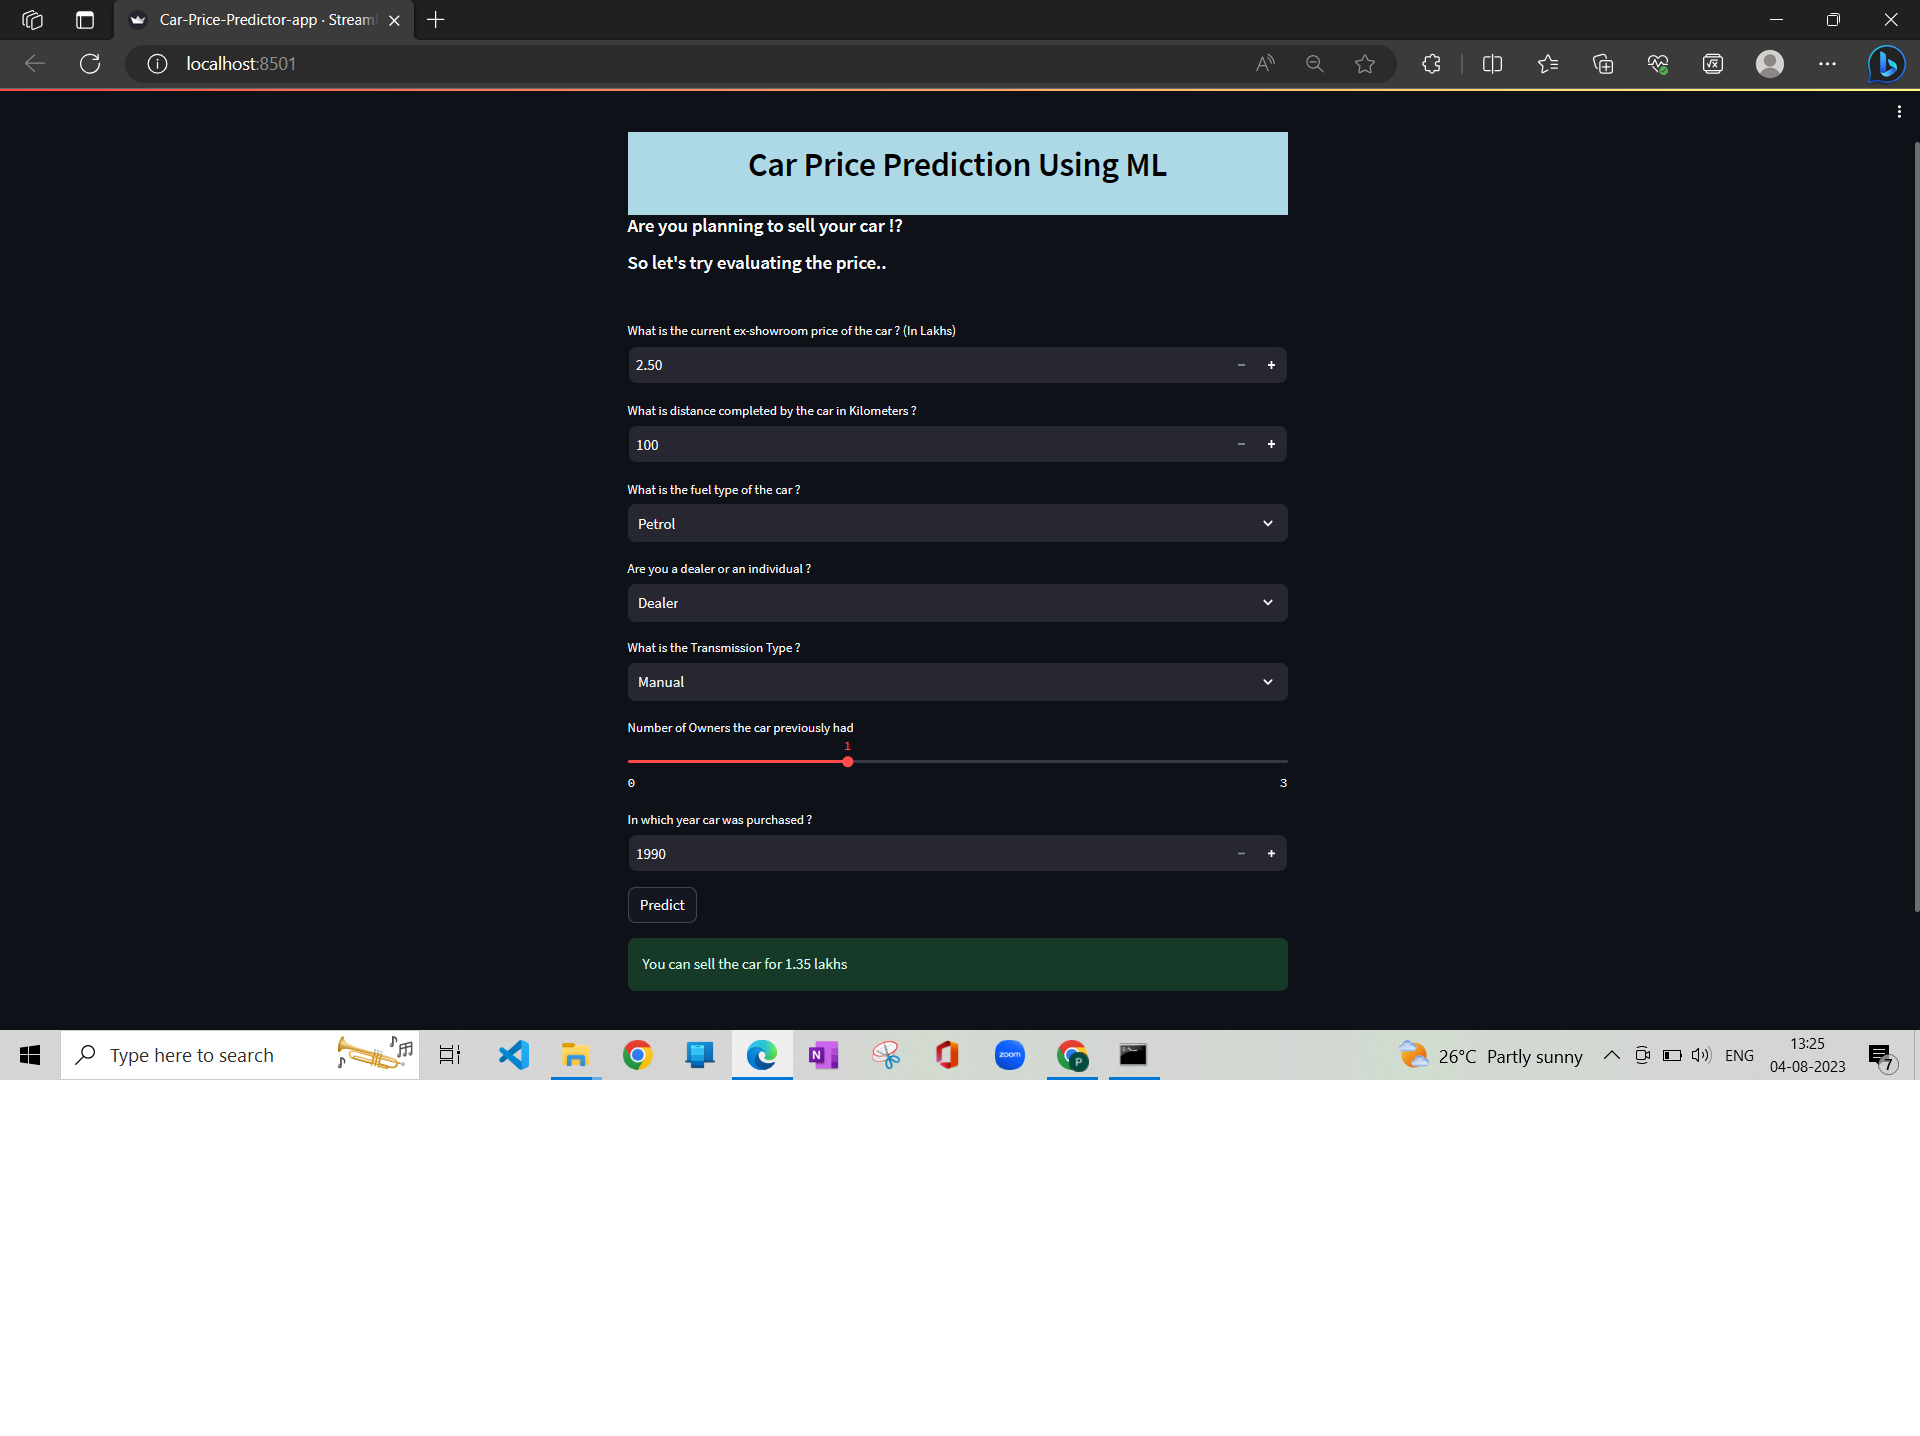 Car-Price-Predictor-app · Stream
localhost:8501
Car Price Prediction Using ML
Are you planning to sell your car !?
So let's try evaluating the price..
What is the current ex-showroom price of the car ? (In Lakhs)
2.50
What is distance completed by the car in Kilometers ?
100
What is the fuel type of the car ?
Petrol
Are you a dealer or an individual ?
Dealer
What is the Transmission Type ?
Manual
Number of Owners the car previously had
1
0 3
In which year car was purchased ?
1990
Predict
You can sell the car for 1.35 lakhs
Type here to search zoom 26°C Partly sunny ENG 13:25
04-08-2023 7